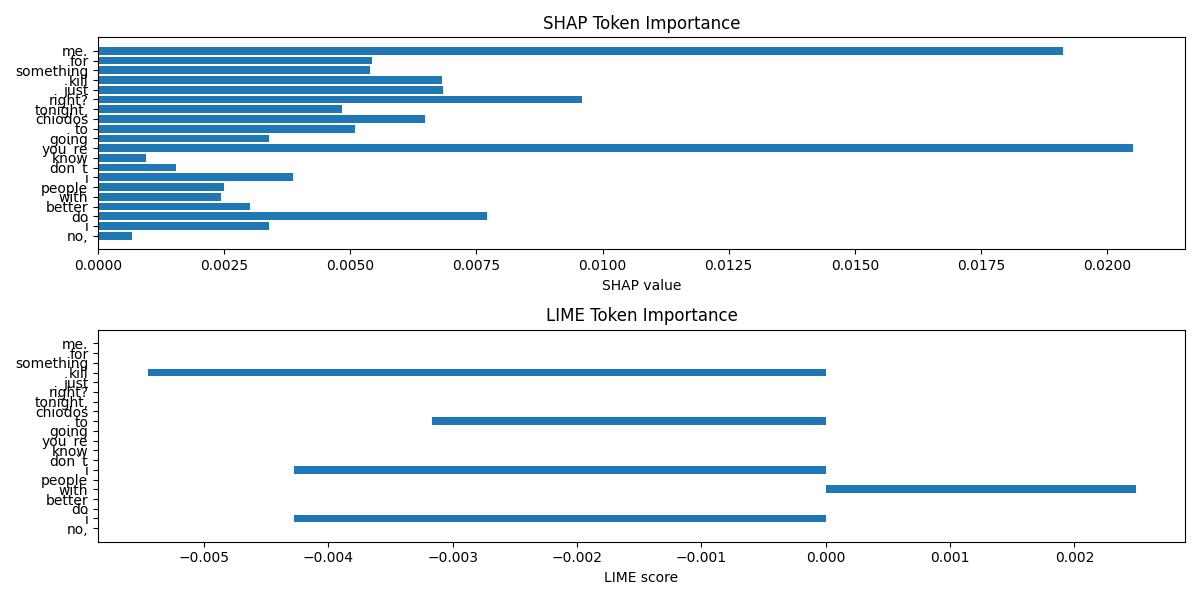 SHAP Token Importance
me.
for
something
kill
just
right?
tonight,
chiodos
to
going
you re
know
don t
i
people
with
better
do
i
no,
0.0000 0.0025 0.0050 0.0075 0.0100 0.0125 0.0150 0.0175 0.0200
SHAP value
LIME Token Importance
me.
for
something
kill
just
right?
tonight,
chiodos
to
going
you re
know
don t
i
people
with
better
do
i
no,
−0.005 −0.004 −0.003 −0.002 −0.001 0.000 0.001 0.002
LIME score